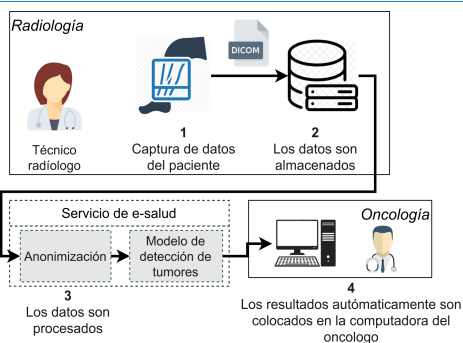 Radiología
DICOM
Técnico
radíologo
1
Captura de datos
del paciente
2
Los datos son
almacenados
Servicio de e-salud
Anonimización
Modelo de
detección de
tumores
3
Los datos son
procesados
Oncología
4
Los resultados autómaticamente son
colocados en la computadora del
oncologo